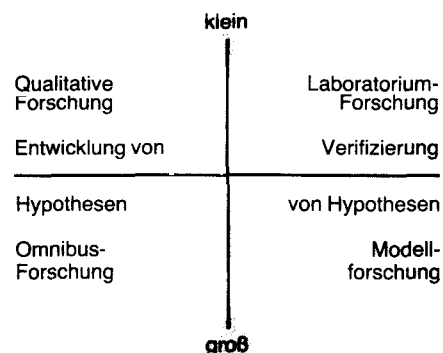 klein
Qualitative
Forschung
Laboratorium-
Forschung
Entwicklung von
Verifizierung
Hypothesen
von Hypothesen
Omnibus-
Forschung
Modell-
forschung
groß